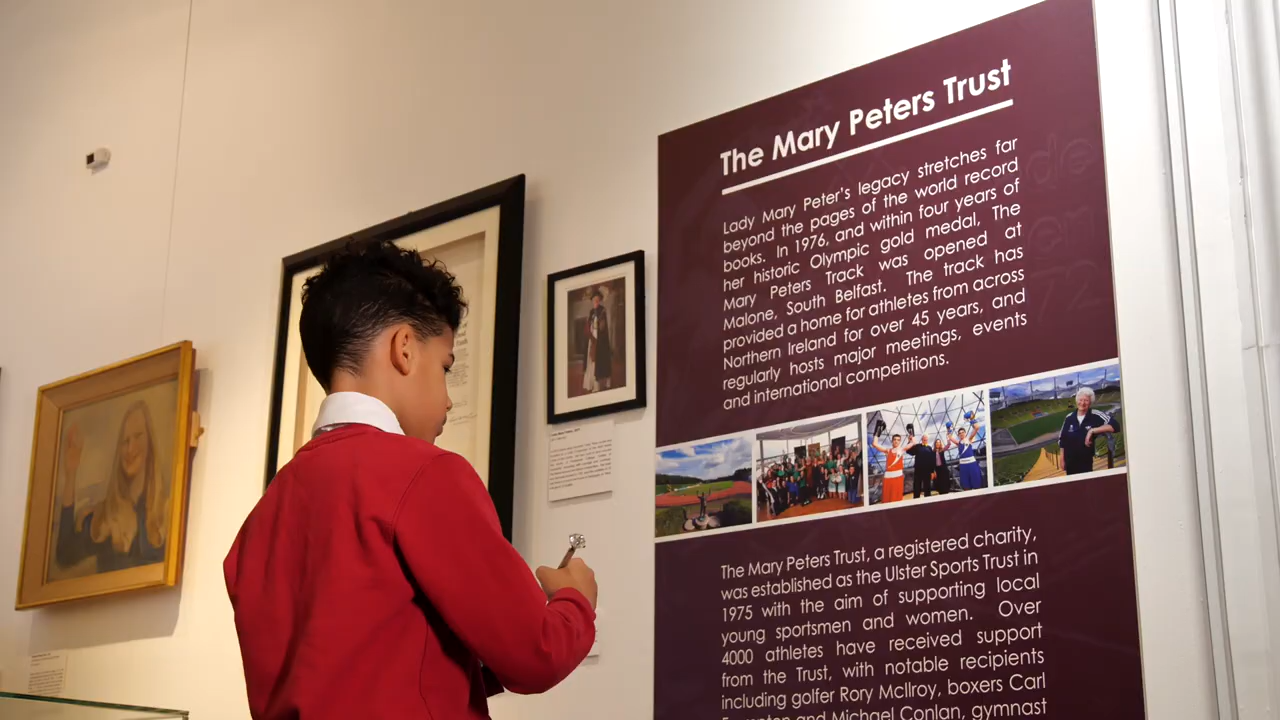 The Mary Peters Trust
Lady Mary Peter's legacy stretches far
beyond the pages of the world record
books. In 1976, and within four years of
her historic Olympic gold medal, The
Mary Peters Track was opened at
Malone, South Belfast. The track has
provided a home for athletes from across
Northern Ireland for over 45 years, and
regularly hosts major meetings, events
and international competitions.
The Mary Peters Trust, a registered charity,
was established as the Ulster Sports Trust in
1975 with the aim of supporting local
young sportsmen and women. Over
4000 athletes have received support
from the Trust, with notable recipients
including golfer Rory McIlroy, boxers Carl
and Michael Conlan, gymnast